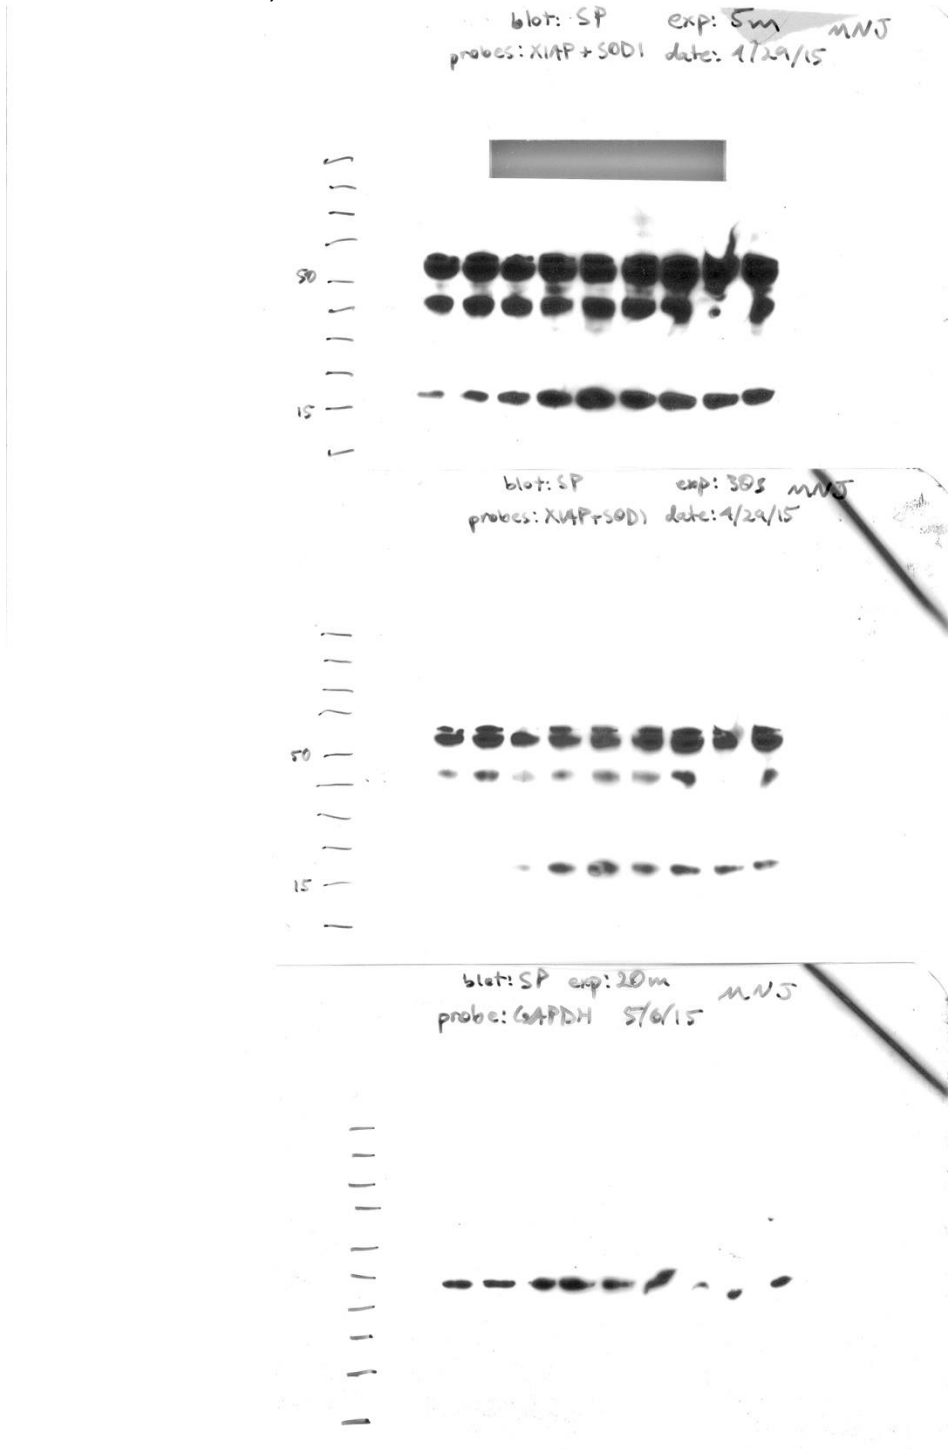 blot: SP exp: 5m MNJ
probes: XIAP + SOD1 date: 4/29/15
50
15
blot: SP exp: 30s MNJ
probes: XIAP+SOD1 date: 4/29/15
50
15
blot: SP exp: 20m MNJ
probe: GAPDH 5/6/15